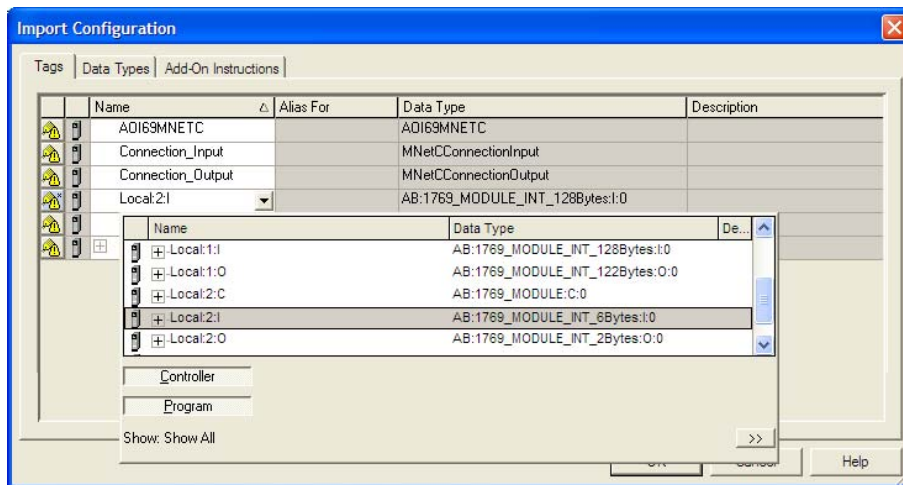 Import Configuration
Tags Data Types Add-On Instructions
Name Alias For Data Type Description
AOI69MNETC AOI69MNETC
Connection_Input MNetCConnectionInput
Connection_Output MNetCConnectionOutput
Local:2:I AB:1769_MODULE_INT_128Bytes:I:0
Name Data Type De...
Local:1:I AB:1769_MODULE_INT_128Bytes:I:0
Local:1:O AB:1769_MODULE_INT_122Bytes:O:0
Local:2:C AB:1769_MODULE:C:0
Local:2:I AB:1769_MODULE_INT_6Bytes:I:0
Local:2:O AB:1769_MODULE_INT_2Bytes:O:0
Controller
Program
Show: Show All >>
Help